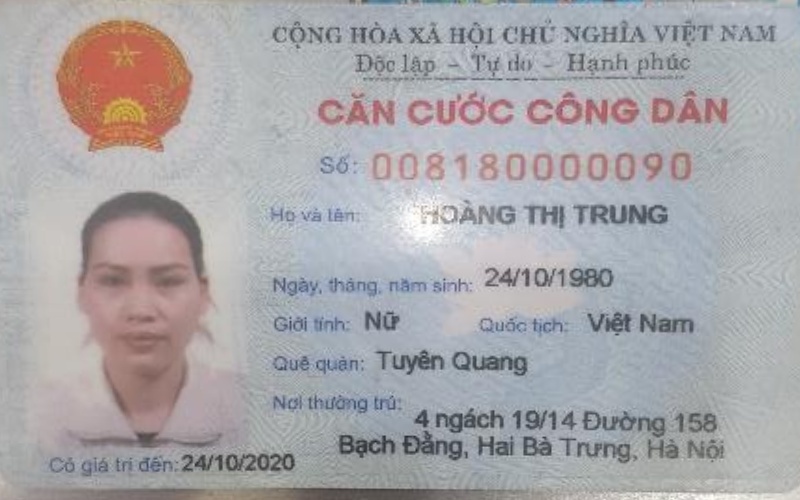 CỘNG HÒA XÃ HỘI CHỦ NGHĨA VIỆT NAM
Độc lập - Tự do - Hạnh phúc
CĂN CƯỚC CÔNG DÂN
Số: 008180000090
Họ và tên: HOÀNG THỊ TRUNG
Ngày, tháng, năm sinh: 24/10/1980
Giới tính: Nữ Quốc tịch: Việt Nam
Quê quán: Tuyên Quang
Nơi thường trú: 4 ngách 19/14 Đường 158
Bạch Đằng, Hai Bà Trưng, Hà Nội
Có giá trị đến: 24/10/2020